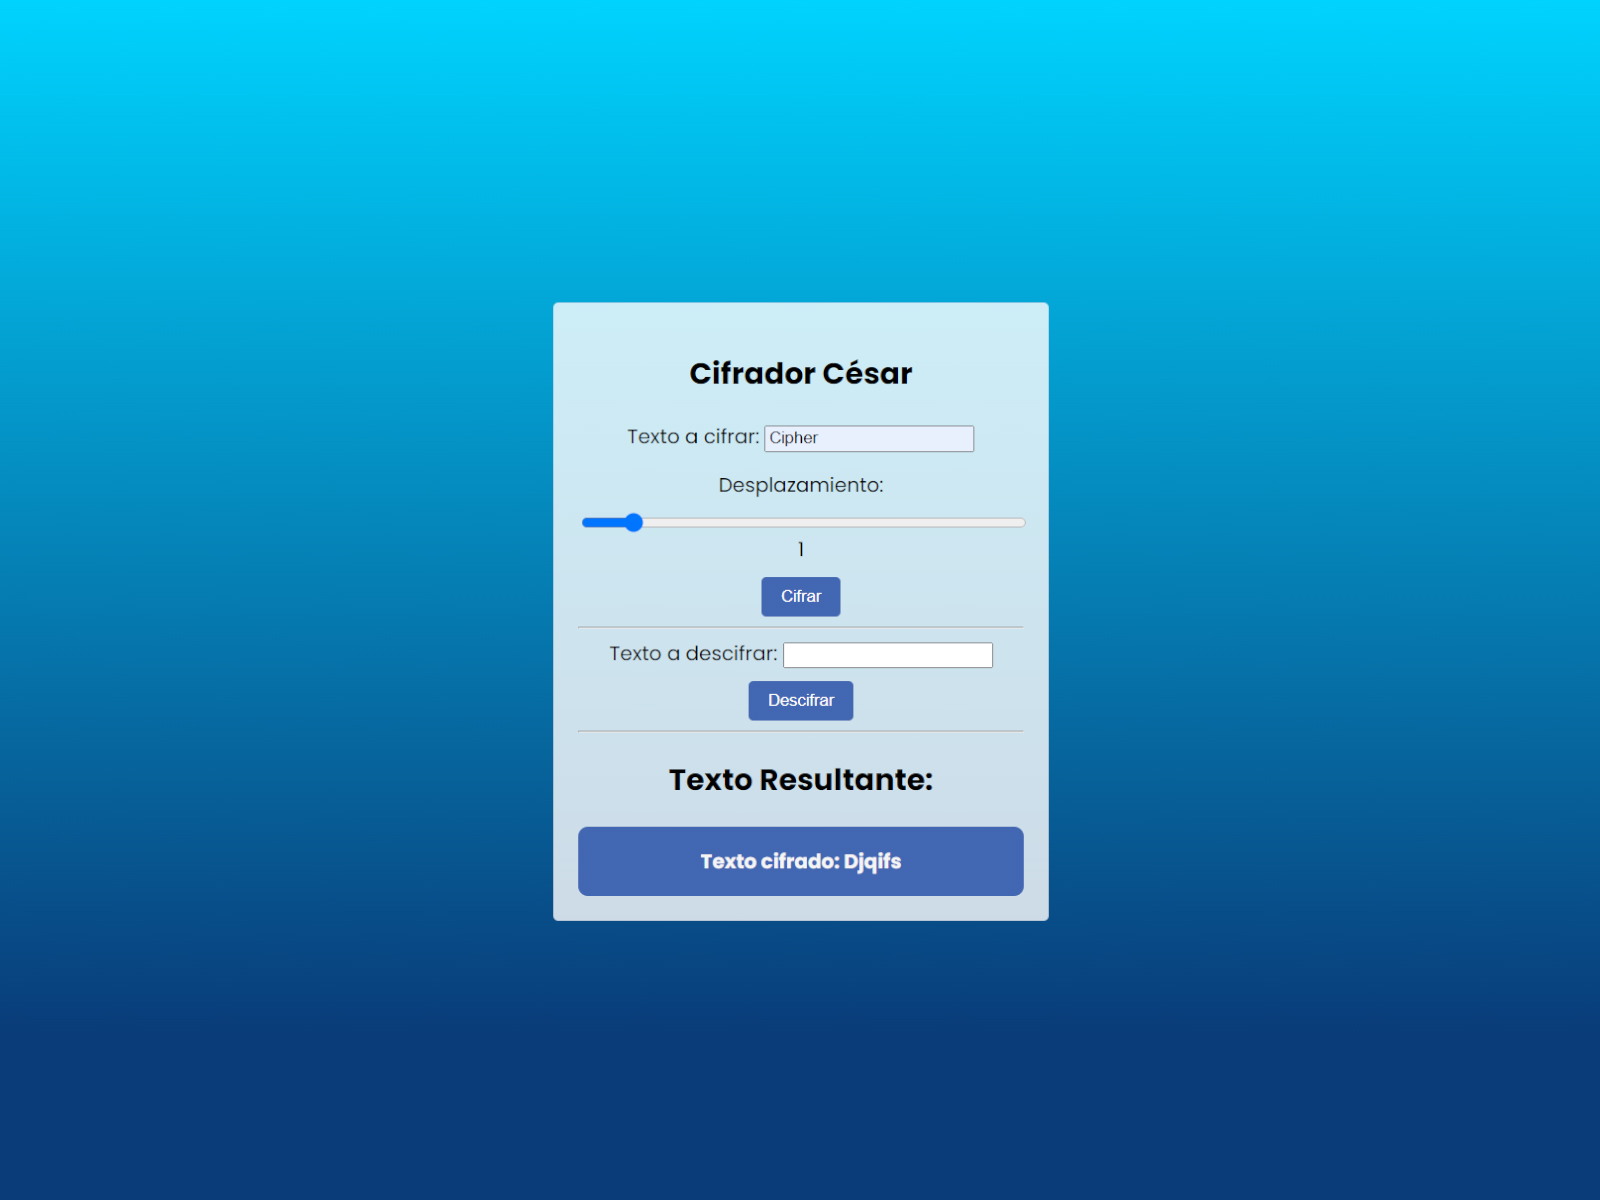 Cifrador César
Texto a cifrar: Cipher
Desplazamiento:
1
Cifrar
Texto a descifrar:
Descifrar
Texto Resultante:
Texto cifrado: Djqifs